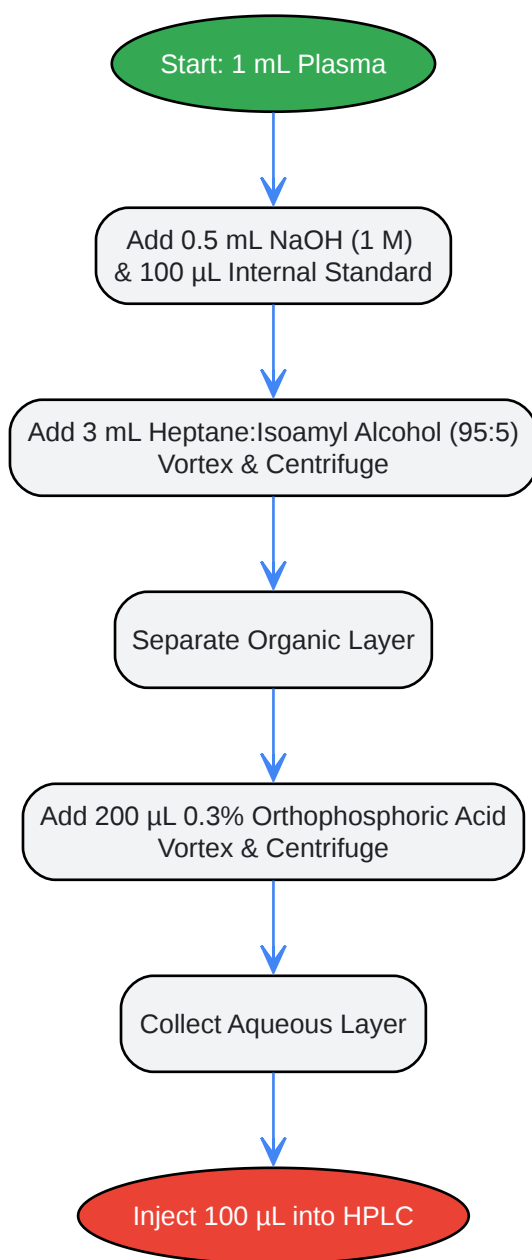 Start: 1 mL Plasma
Add 0.5 mL NaOH (1 M)
& 100 µL Internal Standard
Add 3 mL Heptane:Isoamyl Alcohol (95:5)
Vortex & Centrifuge
Separate Organic Layer
Add 200 µL 0.3% Orthophosphoric Acid
Vortex & Centrifuge
Collect Aqueous Layer
Inject 100 µL into HPLC